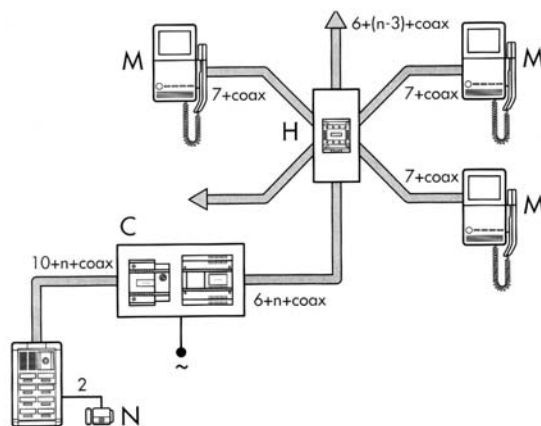 6+(n-3)+coax
M
M
7+coax
7+coax
H
7+coax
M
C
10+n+coax
6+n+coax
~
2
N